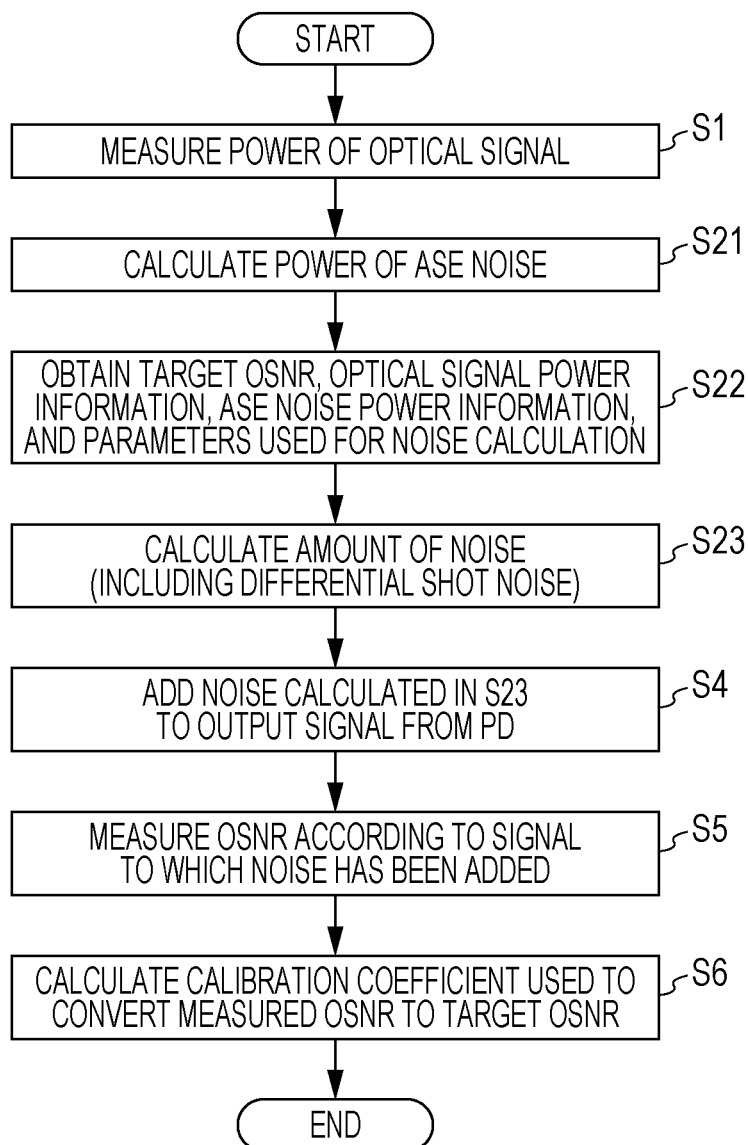 START
MEASURE POWER OF OPTICAL SIGNAL
S1
CALCULATE POWER OF ASE NOISE
S21
OBTAIN TARGET OSNR, OPTICAL SIGNAL POWER
INFORMATION, ASE NOISE POWER INFORMATION,
AND PARAMETERS USED FOR NOISE CALCULATION
S22
CALCULATE AMOUNT OF NOISE
(INCLUDING DIFFERENTIAL SHOT NOISE)
S23
ADD NOISE CALCULATED IN S23
TO OUTPUT SIGNAL FROM PD
S4
MEASURE OSNR ACCORDING TO SIGNAL
TO WHICH NOISE HAS BEEN ADDED
S5
CALCULATE CALIBRATION COEFFICIENT USED TO
CONVERT MEASURED OSNR TO TARGET OSNR
S6
END